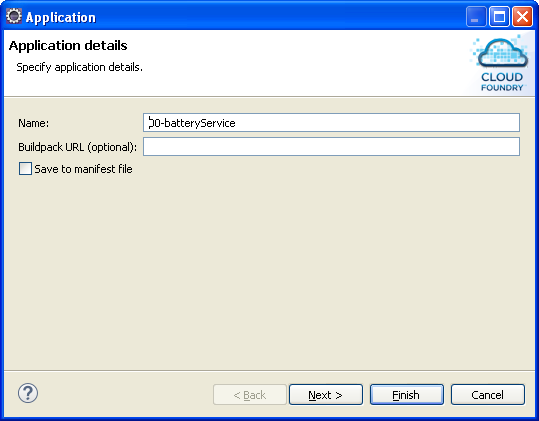 Application
Application details
Specify application details.
CLOUD
FOUNDRY
Name:
00-batteryService
Buildpack URL (optional):
Save to manifest file
?
< Back
Next >
Finish
Cancel